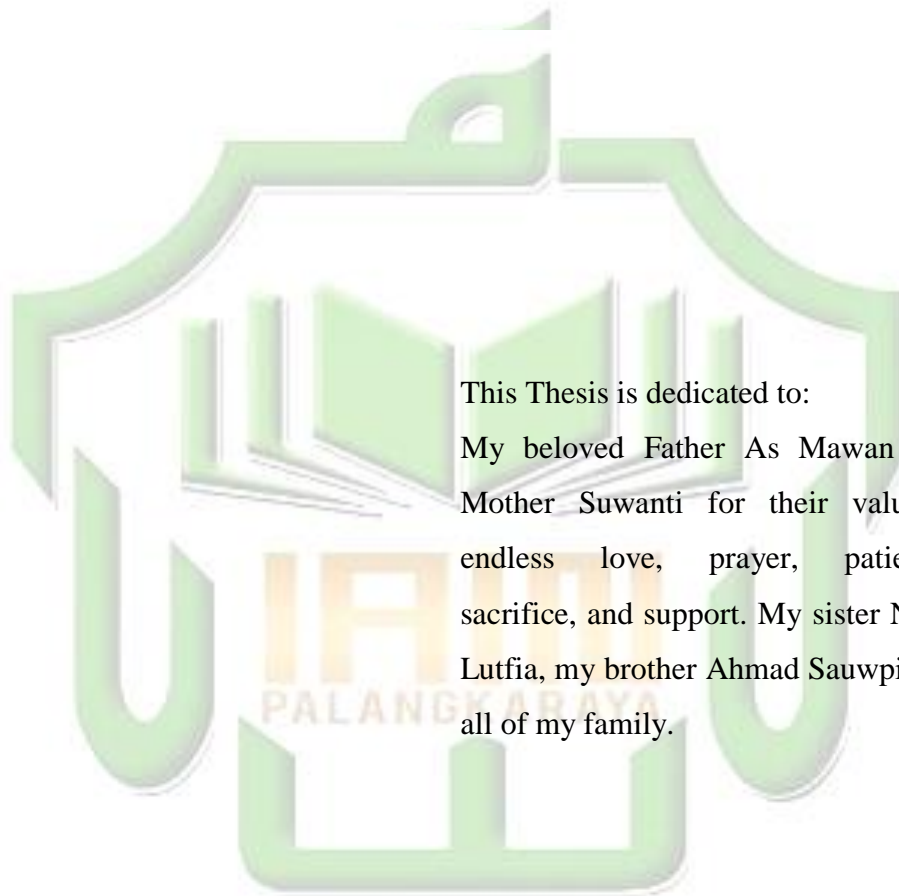 This Thesis is dedicated to:
My beloved Father As Mawan
Mother Suwanti for their
endless love, prayer,
sacrifice, and support. My sister
Lutfia, my brother Ahmad
all of my family.
IAIN
PALANGKARAYA